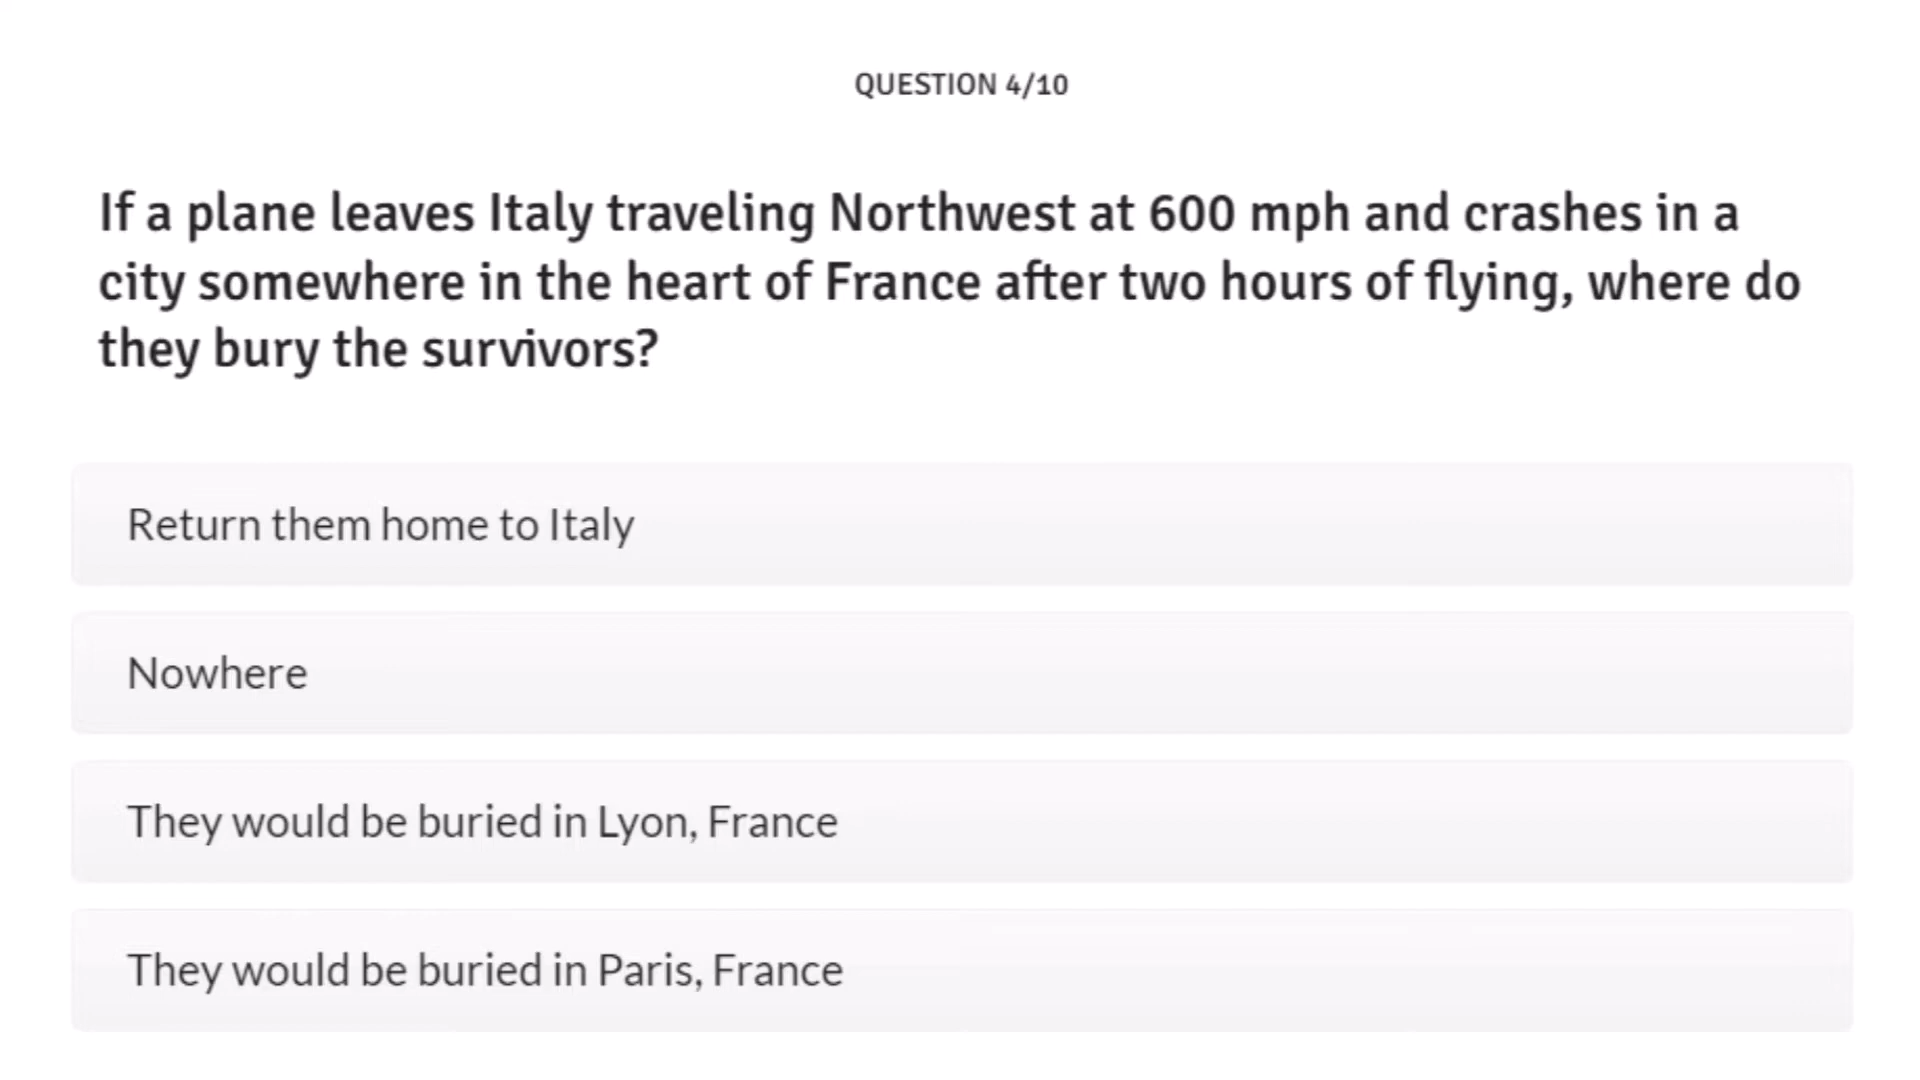 QUESTION 4/10
If a plane leaves Italy traveling Northwest at 600 mph and crashes in a
city somewhere in the heart of France after two hours of flying, where do
they bury the survivors?
Return them home to Italy
Nowhere
They would be buried in Lyon, France
They would be buried in Paris, France